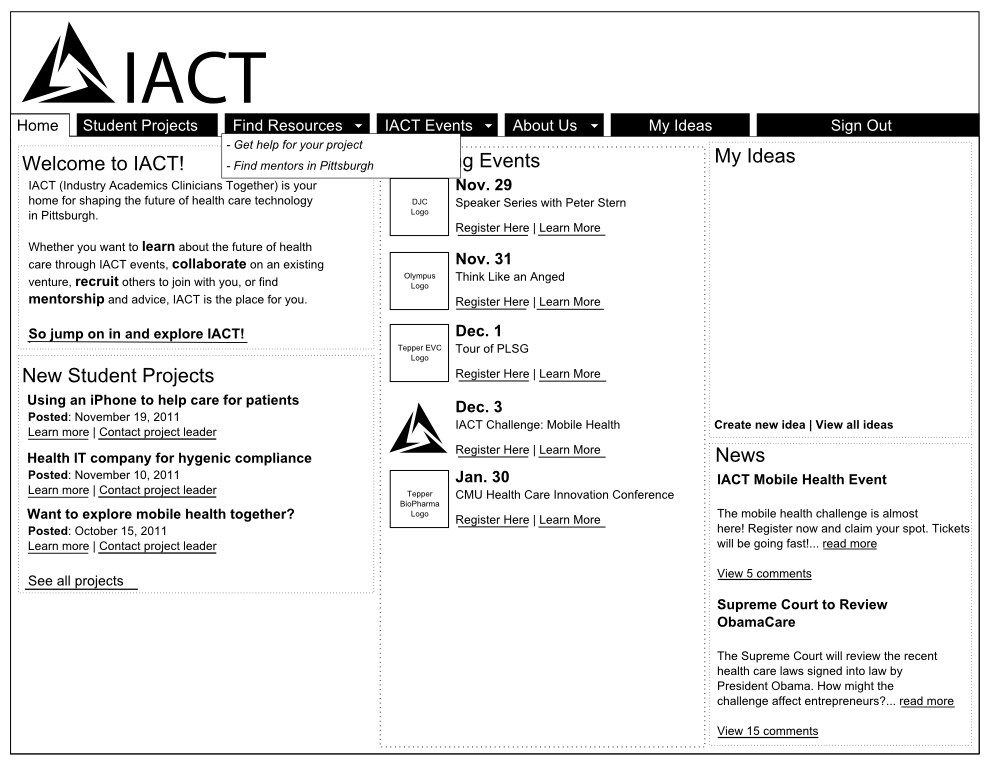 IACT
Home
Student Projects
Find Resources
IACT Events
About Us
My Ideas
Sign Out
- Get help for your project
- Find mentors in Pittsburgh
Welcome to IACT!
IACT (Industry Academics Clinicians Together) is your
home for shaping the future of health care technology
in Pittsburgh.
Whether you want to learn about the future of health
care through IACT events, collaborate on an existing
venture, recruit others to join with you, or find
mentorship and advice, IACT is the place for you.
So jump on in and explore IACT!
New Student Projects
Using an iPhone to help care for patients
Posted: November 19, 2011
Learn more | Contact project leader
Health IT company for hygenic compliance
Posted: November 10, 2011
Learn more | Contact project leader
Want to explore mobile health together?
Posted: October 15, 2011
Learn more | Contact project leader
See all projects
g Events
DJC
Logo
Nov. 29
Speaker Series with Peter Stern
Register Here | Learn More
Olympus
Logo
Nov. 31
Think Like an Anged
Register Here | Learn More
Tepper EVC
Logo
Dec. 1
Tour of PLSG
Register Here | Learn More
Dec. 3
IACT Challenge: Mobile Health
Register Here | Learn More
Tepper
BioPharma
Logo
Jan. 30
CMU Health Care Innovation Conference
Register Here | Learn More
My Ideas
Create new idea | View all ideas
News
IACT Mobile Health Event
The mobile health challenge is almost
here! Register now and claim your spot. Tickets
will be going fast!... read more
View 5 comments
Supreme Court to Review
ObamaCare
The Supreme Court will review the recent
health care laws signed into law by
President Obama. How might the
challenge affect entrepreneurs?... read more
View 15 comments